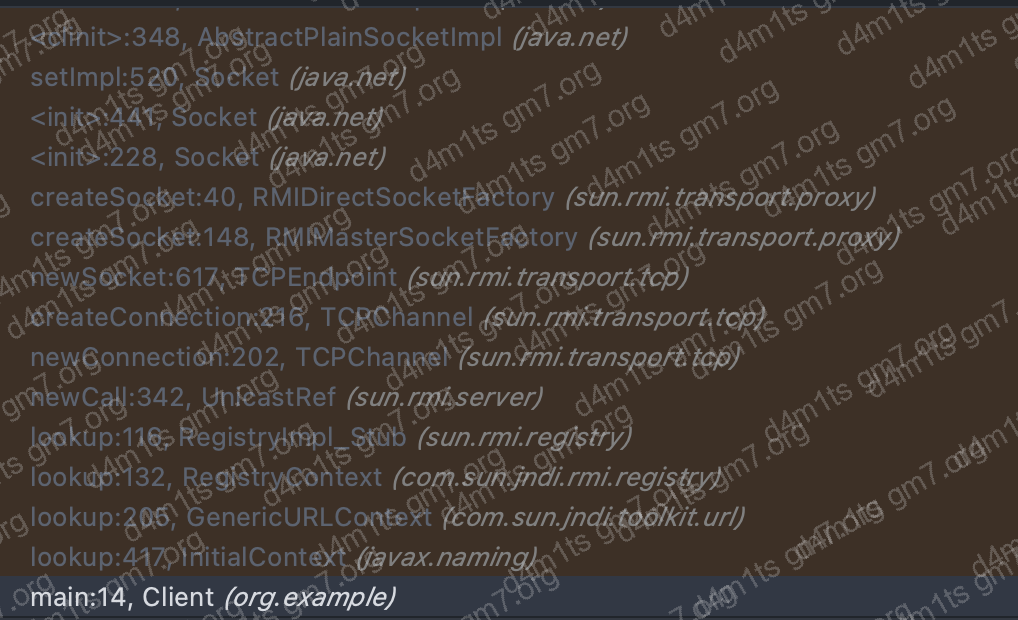 <clinit>:348, AbstractPlainSocketImpl (java.net)
setImpl:520, Socket (java.net)
<init>:441, Socket (java.net)
<init>:228, Socket (java.net)
createSocket:40, RMIDirectSocketFactory (sun.rmi.transport.proxy)
createSocket:148, RMIMasterSocketFactory (sun.rmi.transport.proxy)
newSocket:617, TCPEndpoint (sun.rmi.transport.tcp)
createConnection:216, TCPChannel (sun.rmi.transport.tcp)
newConnection:202, TCPChannel (sun.rmi.transport.tcp)
newCall:342, UnicastRef (sun.rmi.server)
lookup:116, RegistryImpl_Stub (sun.rmi.registry)
lookup:132, RegistryContext (com.sun.jndi.rmi.registry)
lookup:205, GenericURLContext (com.sun.jndi.toolkit.url)
lookup:417, InitialContext (javax.naming)
main:14, Client (org.example)
d4m1ts gm7.org